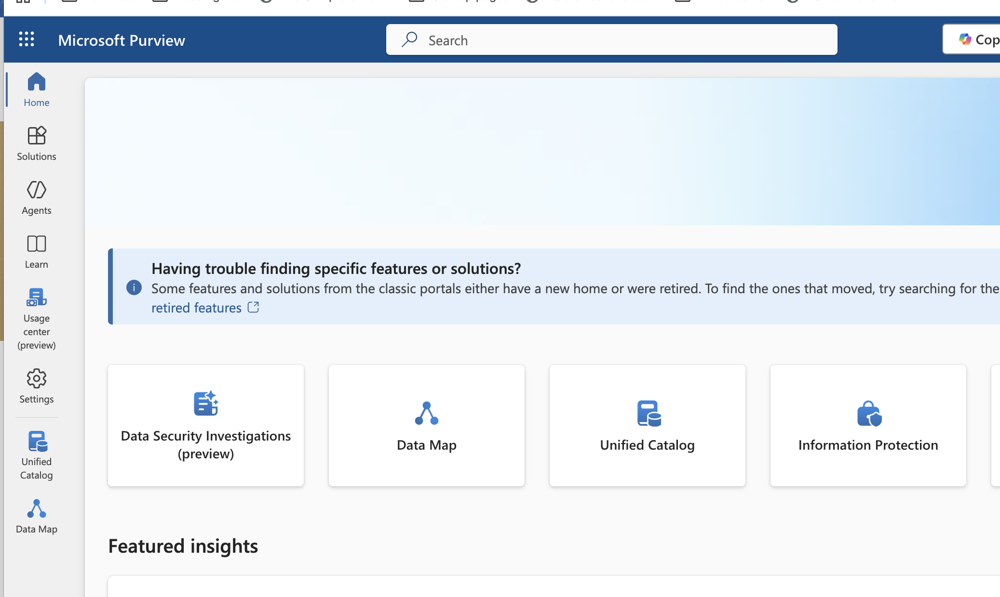 Microsoft Purview
Search
Cop
Home
Solutions
Agents
Learn
Usage
center
(preview)
Settings
Unified
Catalog
Data Map
Having trouble finding specific features or solutions?
Some features and solutions from the classic portals either have a new home or were retired. To find the ones that moved, try searching for the
retired features
Data Security Investigations
(preview)
Data Map
Unified Catalog
Information Protection
Featured insights